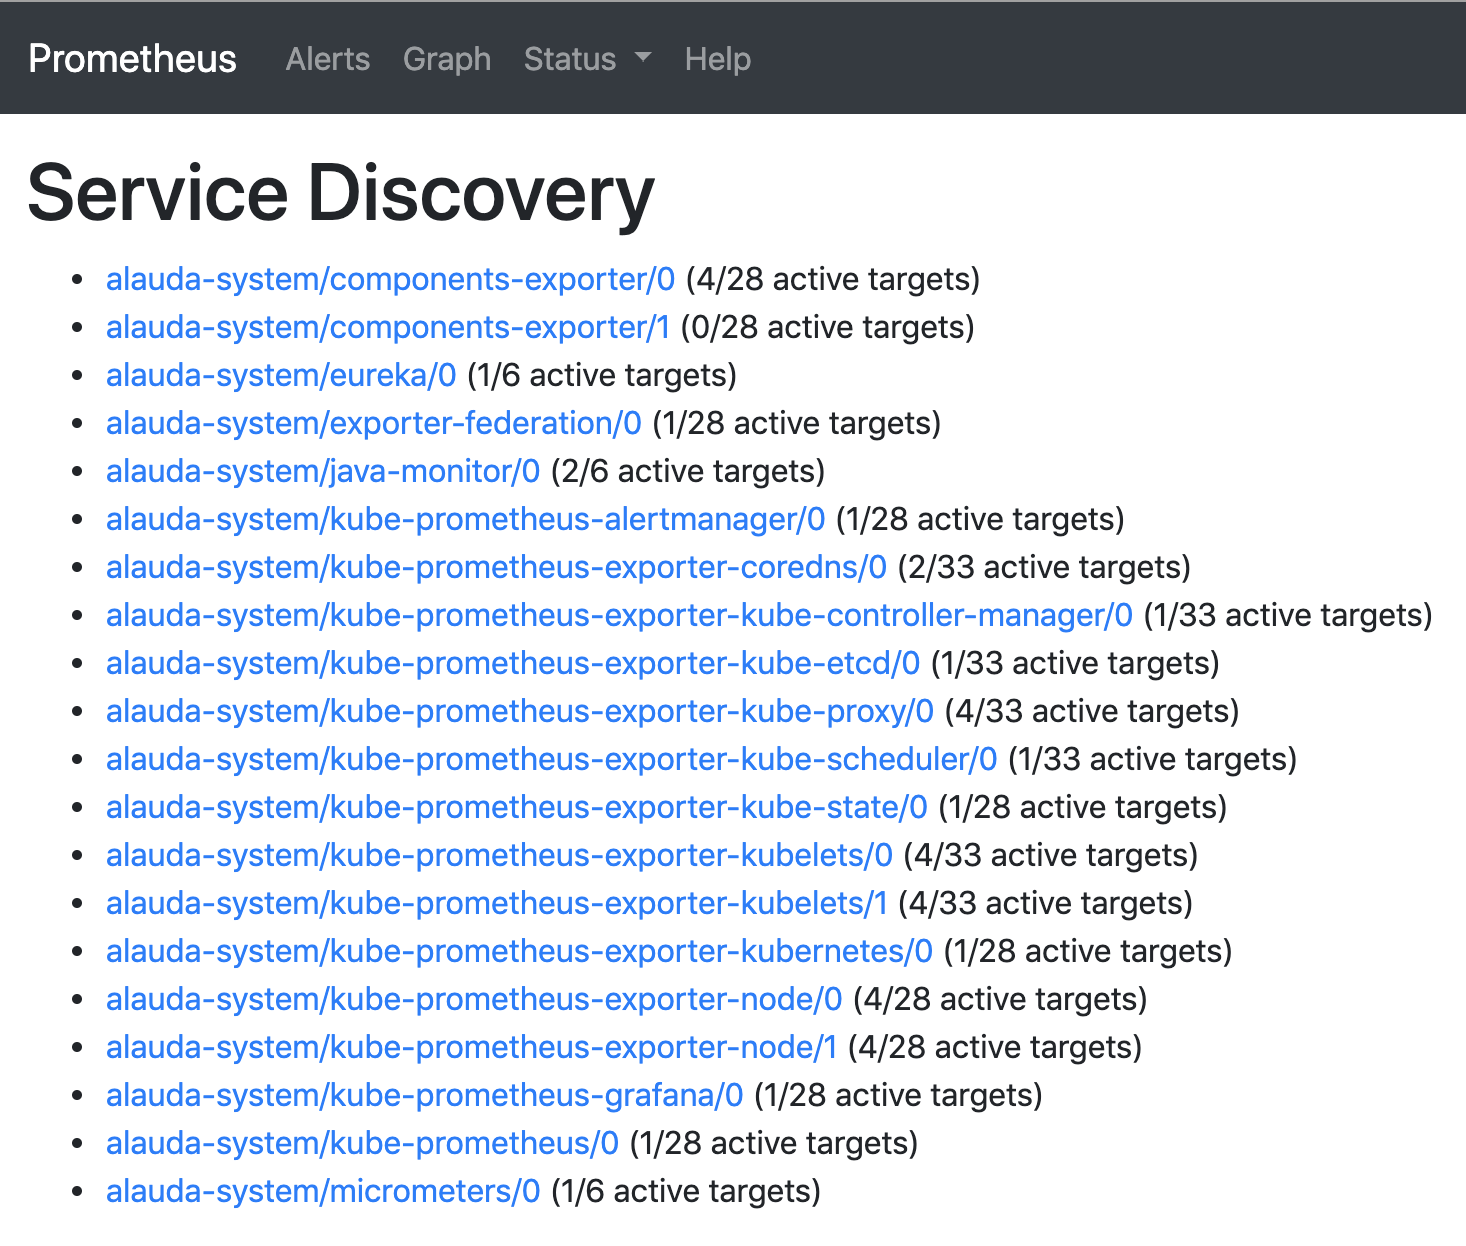 Prometheus Alerts Graph Status Help
Service Discovery
alauda-system/components-exporter/0 (4/28 active targets)
alauda-system/components-exporter/1 (0/28 active targets)
alauda-system/eureka/0 (1/6 active targets)
alauda-system/exporter-federation/0 (1/28 active targets)
alauda-system/java-monitor/0 (2/6 active targets)
alauda-system/kube-prometheus-alertmanager/0 (1/28 active targets)
alauda-system/kube-prometheus-exporter-coredns/0 (2/33 active targets)
alauda-system/kube-prometheus-exporter-kube-controller-manager/0 (1/33 active targets)
alauda-system/kube-prometheus-exporter-kube-etcd/0 (1/33 active targets)
alauda-system/kube-prometheus-exporter-kube-proxy/0 (4/33 active targets)
alauda-system/kube-prometheus-exporter-kube-scheduler/0 (1/33 active targets)
alauda-system/kube-prometheus-exporter-kube-state/0 (1/28 active targets)
alauda-system/kube-prometheus-exporter-kubelets/0 (4/33 active targets)
alauda-system/kube-prometheus-exporter-kubelets/1 (4/33 active targets)
alauda-system/kube-prometheus-exporter-kubernetes/0 (1/28 active targets)
alauda-system/kube-prometheus-exporter-node/0 (4/28 active targets)
alauda-system/kube-prometheus-exporter-node/1 (4/28 active targets)
alauda-system/kube-prometheus-grafana/0 (1/28 active targets)
alauda-system/kube-prometheus/0 (1/28 active targets)
alauda-system/micrometers/0 (1/6 active targets)